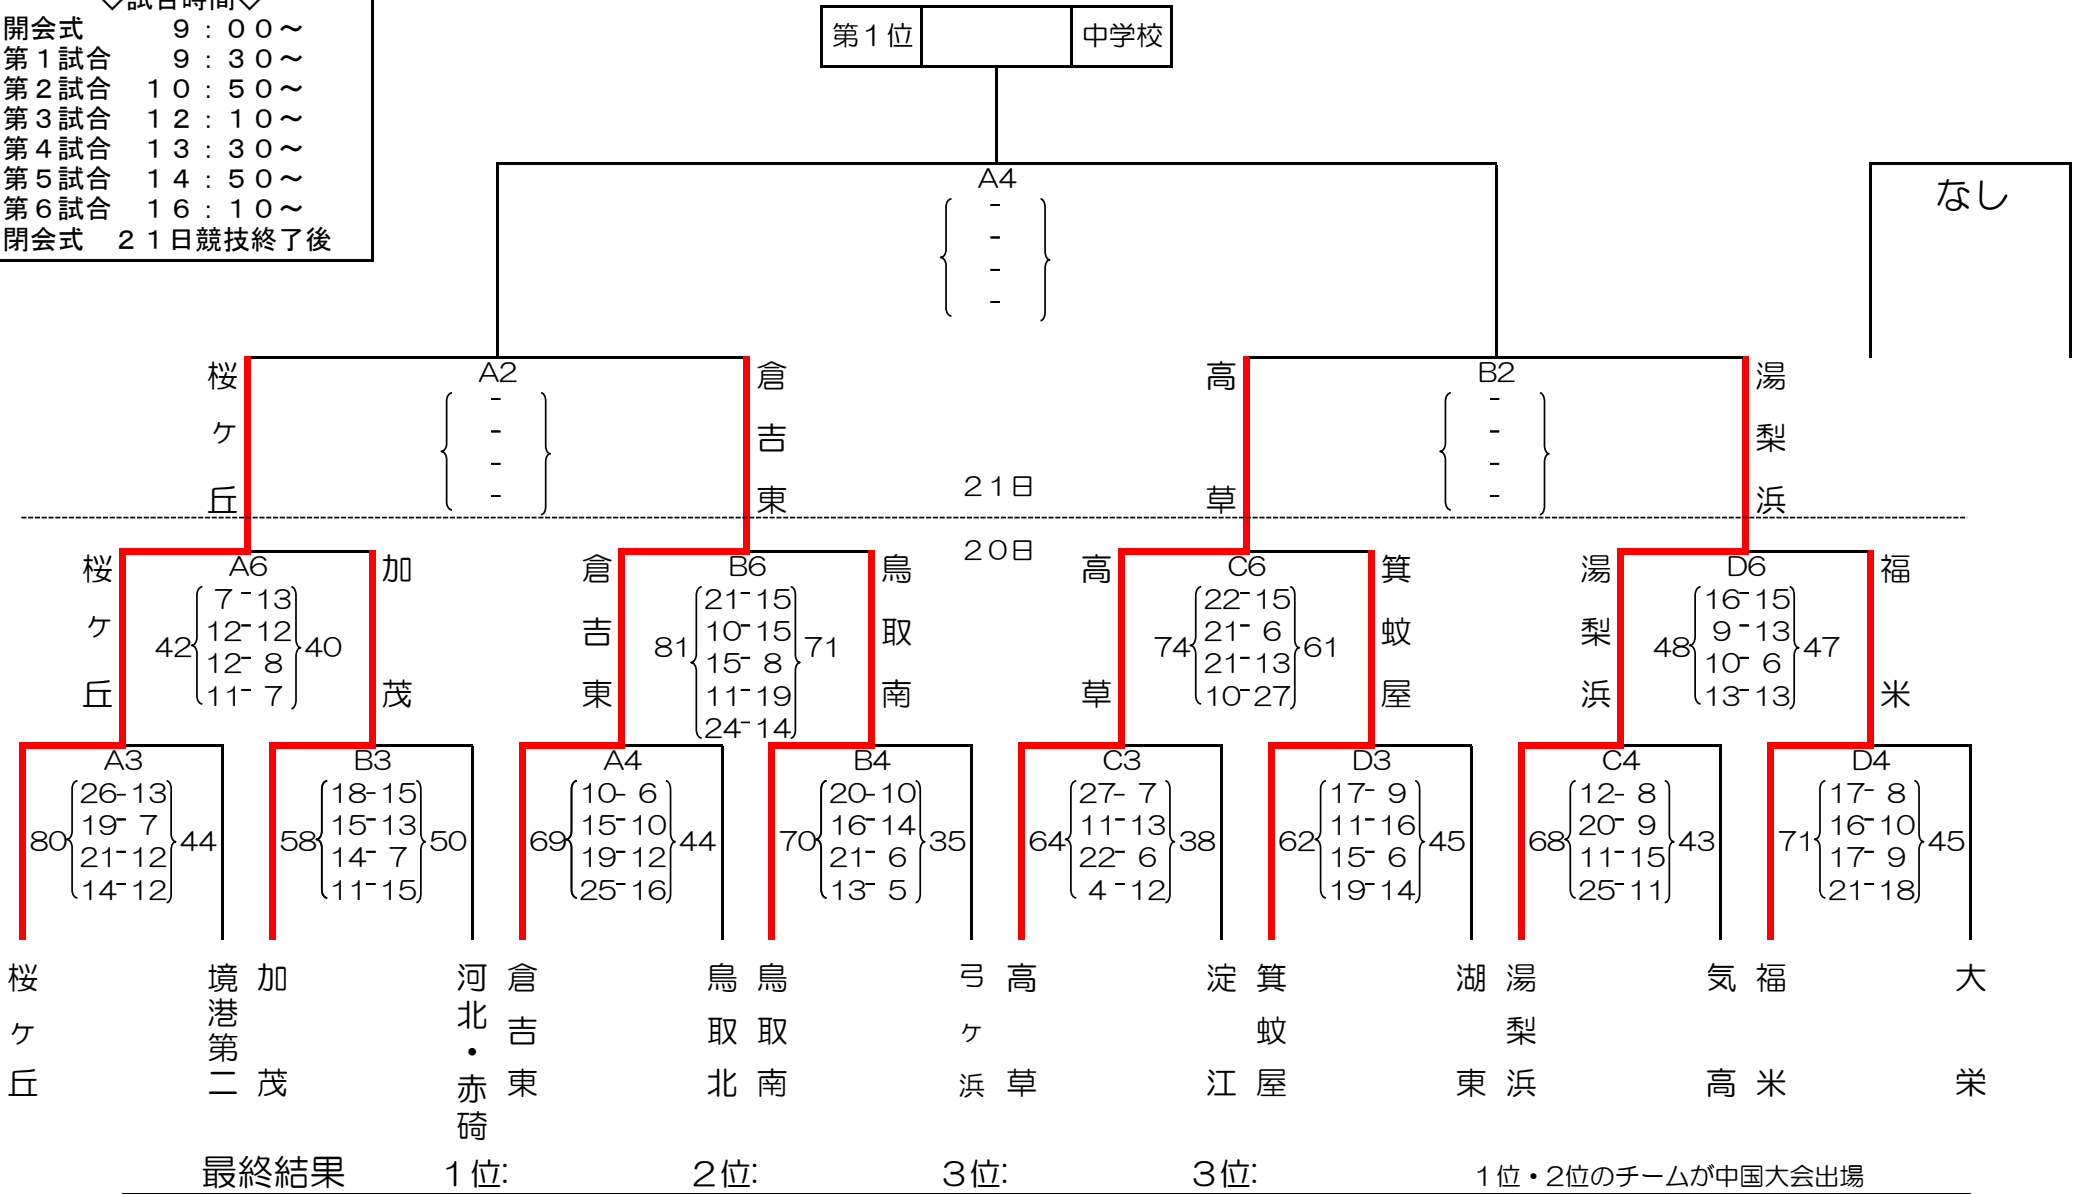 ◇試合時間◇
開会式　９：００～
第１試合　９：３０～
第２試合　１０：５０～
第３試合　１２：１０～
第４試合　１３：３０～
第５試合　１４：５０～
第６試合　１６：１０～
閉会式　２１日競技終了後
第１位　中学校
A4
-
-
-
-
なし
桜ヶ丘
A2
-
-
-
-
倉吉東
高草
B2
-
-
-
-
湯梨浜
２１日
２０日
桜ヶ丘
A6
42
7-13
12-12
12-8
11-7
40
加茂
倉吉東
B6
81
21-15
10-15
15-8
11-19
24-14
71
鳥取南
高草
C6
74
22-15
21-6
21-13
10-27
61
箕蚊屋
湯梨浜
D6
48
16-15
9-13
10-6
13-13
47
福米
A3
80
26-13
19-7
21-12
14-12
44
B3
58
18-15
15-13
14-7
11-15
50
A4
69
10-6
15-10
19-12
25-16
44
B4
70
20-10
16-14
21-6
13-5
35
C3
64
27-7
11-13
22-6
4-12
38
D3
62
17-9
11-16
15-6
19-14
45
C4
68
12-8
20-9
11-15
25-11
43
D4
71
17-8
16-10
17-9
21-18
45
桜ヶ丘
境港第二
加茂
河北・赤碕
倉吉東
鳥取北
鳥取南
弓ヶ浜
高草
淀江
箕蚊屋
湖東
湯梨浜
気高
福米
大栄
最終結果　１位:　２位:　３位:　３位:　１位・２位のチームが中国大会出場